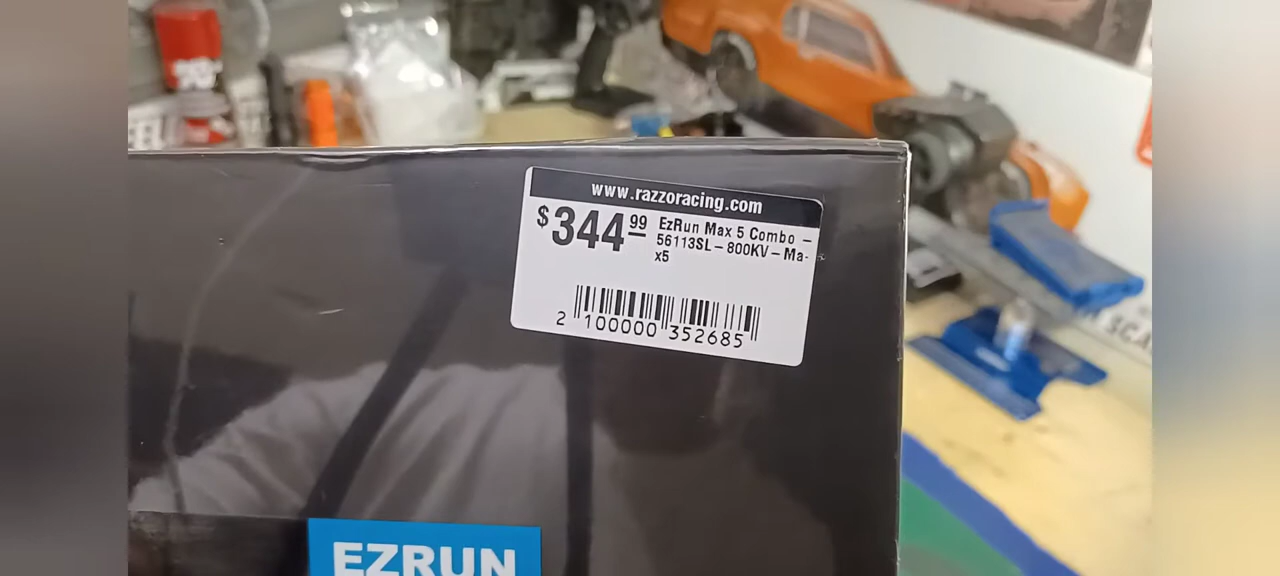 www.razzoracing.com
$344.99 EzRun Max 5 Combo –
56113SL – 800KV – Ma-
x5
2 100000 352685
EZRUN